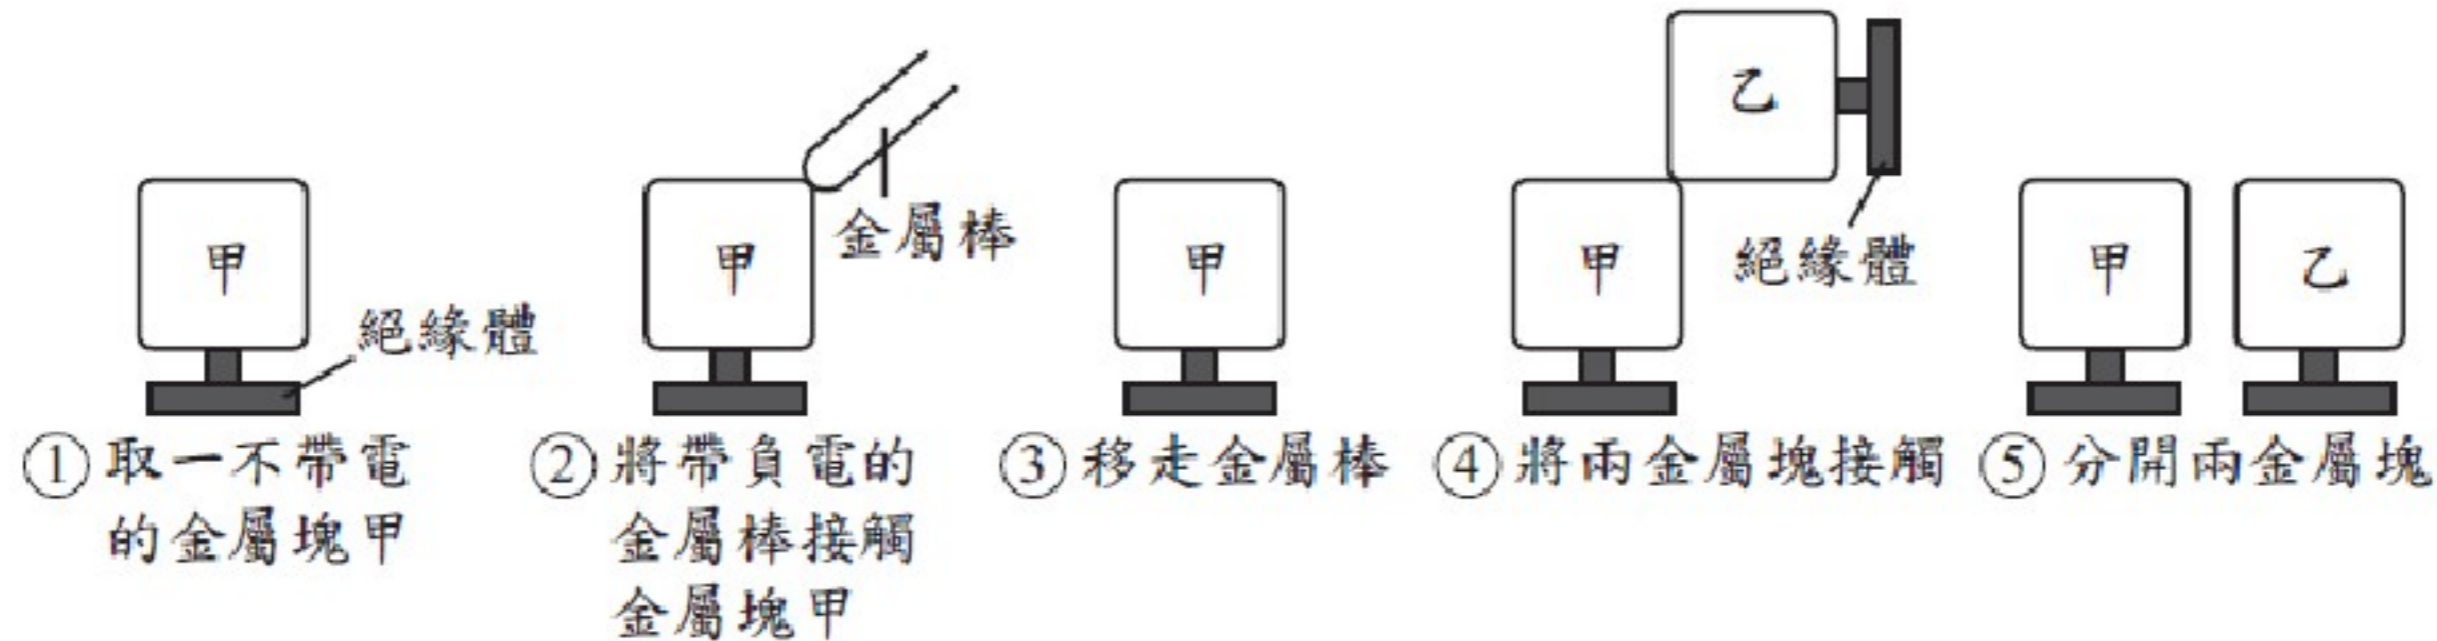 甲
絕緣體
①取一不帶電
的金屬塊甲
甲
金屬棒
②將帶負電的
金屬棒接觸
金屬塊甲
甲
③移走金屬棒
乙
甲
絕緣體
④將兩金屬塊接觸
甲
乙
⑤分開兩金屬塊